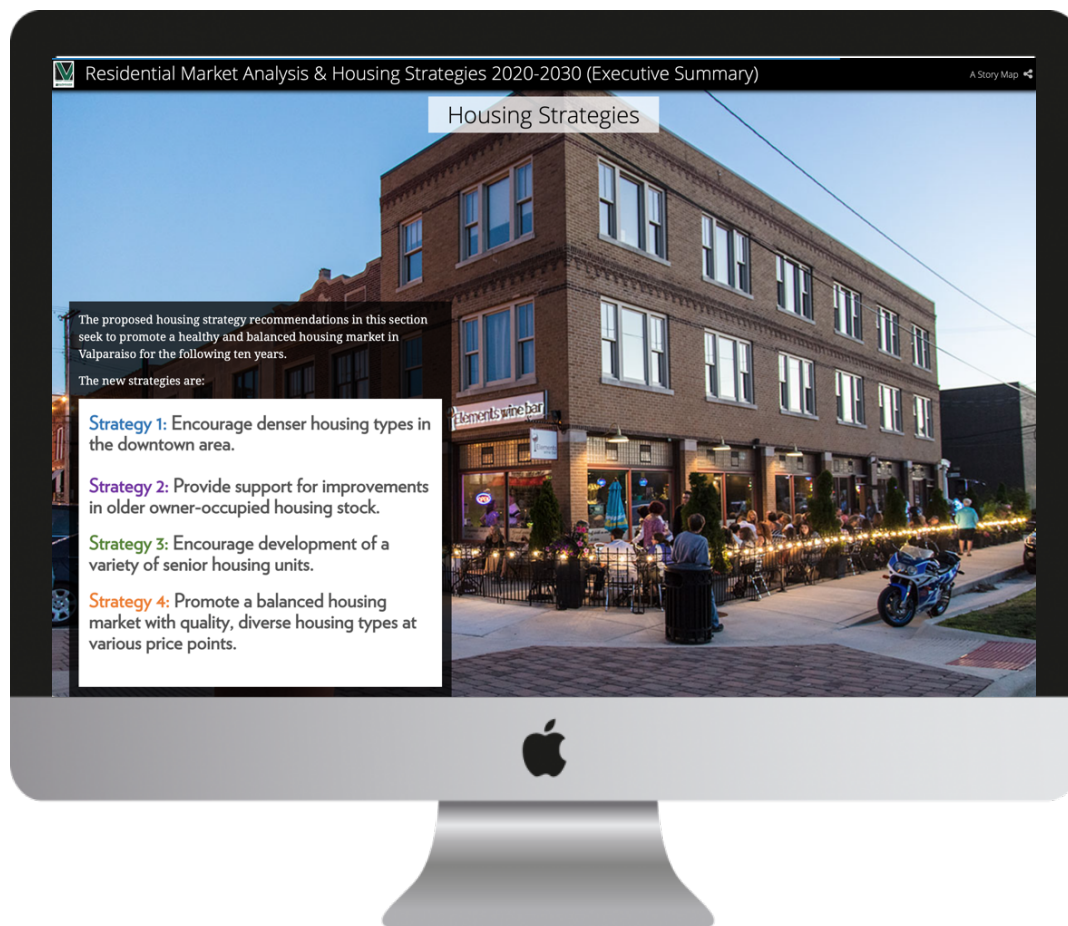 Residential Market Analysis & Housing Strategies 2020-2030 (Executive Summary)
A Story Map
Housing Strategies
The proposed housing strategy recommendations in this section
seek to promote a healthy and balanced housing market in
Valparaiso for the following ten years.
The new strategies are:
Strategy 1: Encourage denser housing types in
the downtown area.
Strategy 2: Provide support for improvements
in older owner-occupied housing stock.
Strategy 3: Encourage development of a
variety of senior housing units.
Strategy 4: Promote a balanced housing
market with quality, diverse housing types at
various price points.
Elements wine bar